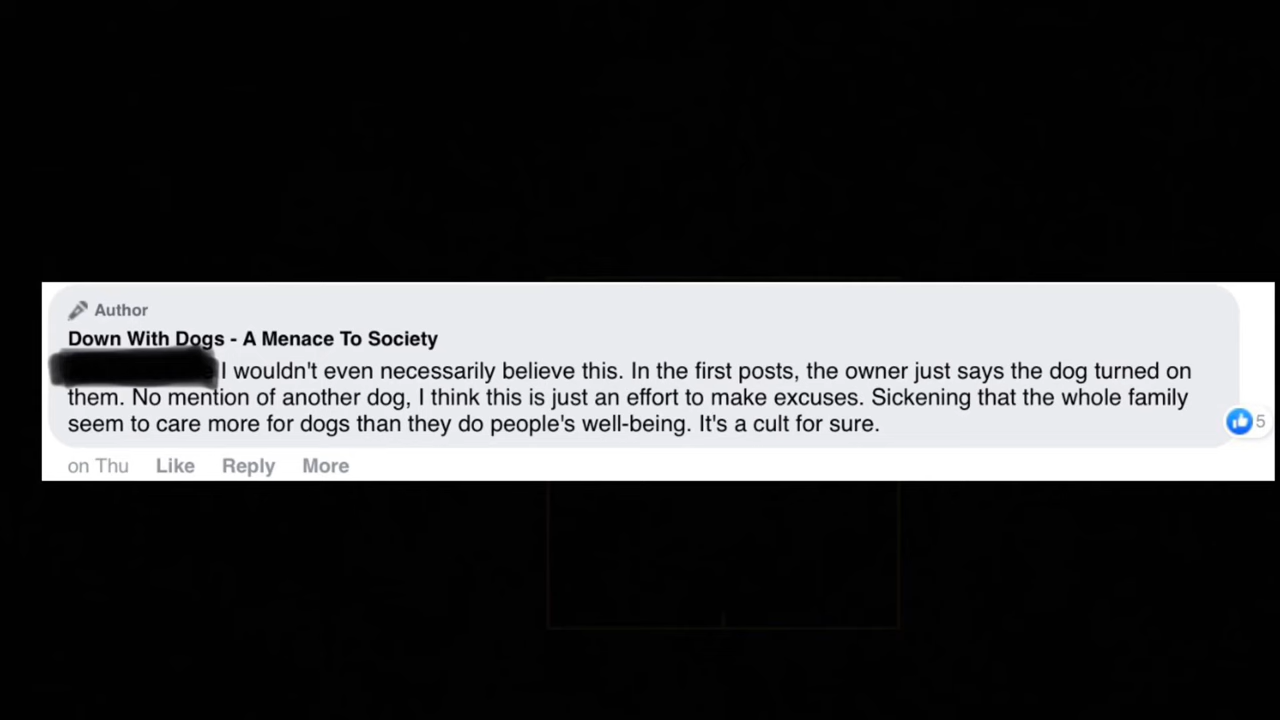 Author
Down With Dogs - A Menace To Society
I wouldn't even necessarily believe this. In the first posts, the owner just says the dog turned on
them. No mention of another dog, I think this is just an effort to make excuses. Sickening that the whole family
seem to care more for dogs than they do people's well-being. It's a cult for sure.
5
on Thu Like Reply More